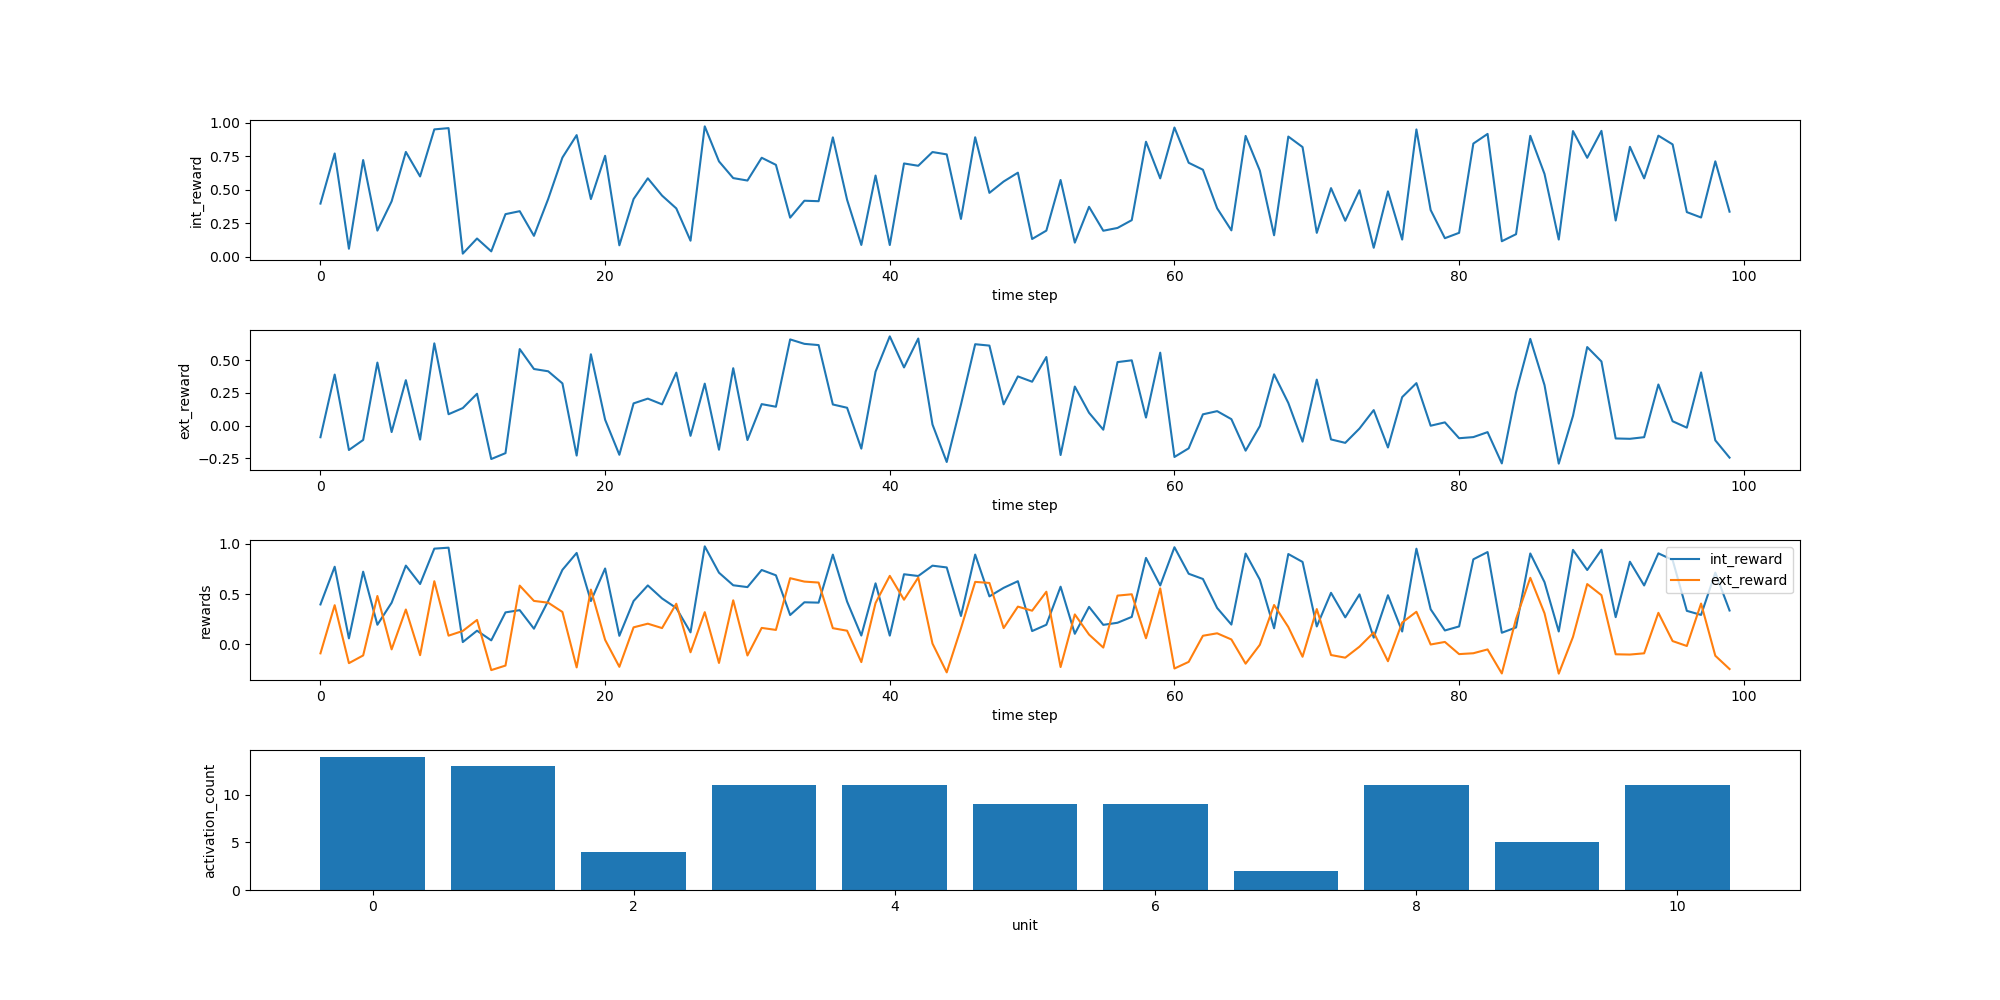 1.00
0.75
0.50
0.25
0.00
int_reward
0 20 40 60 80 100
time step
0.50
0.25
0.00
−0.25
ext_reward
0 20 40 60 80 100
time step
1.0
0.5
0.0
rewards
int_reward
ext_reward
0 20 40 60 80 100
time step
10
5
0
activation_count
0 2 4 6 8 10
unit